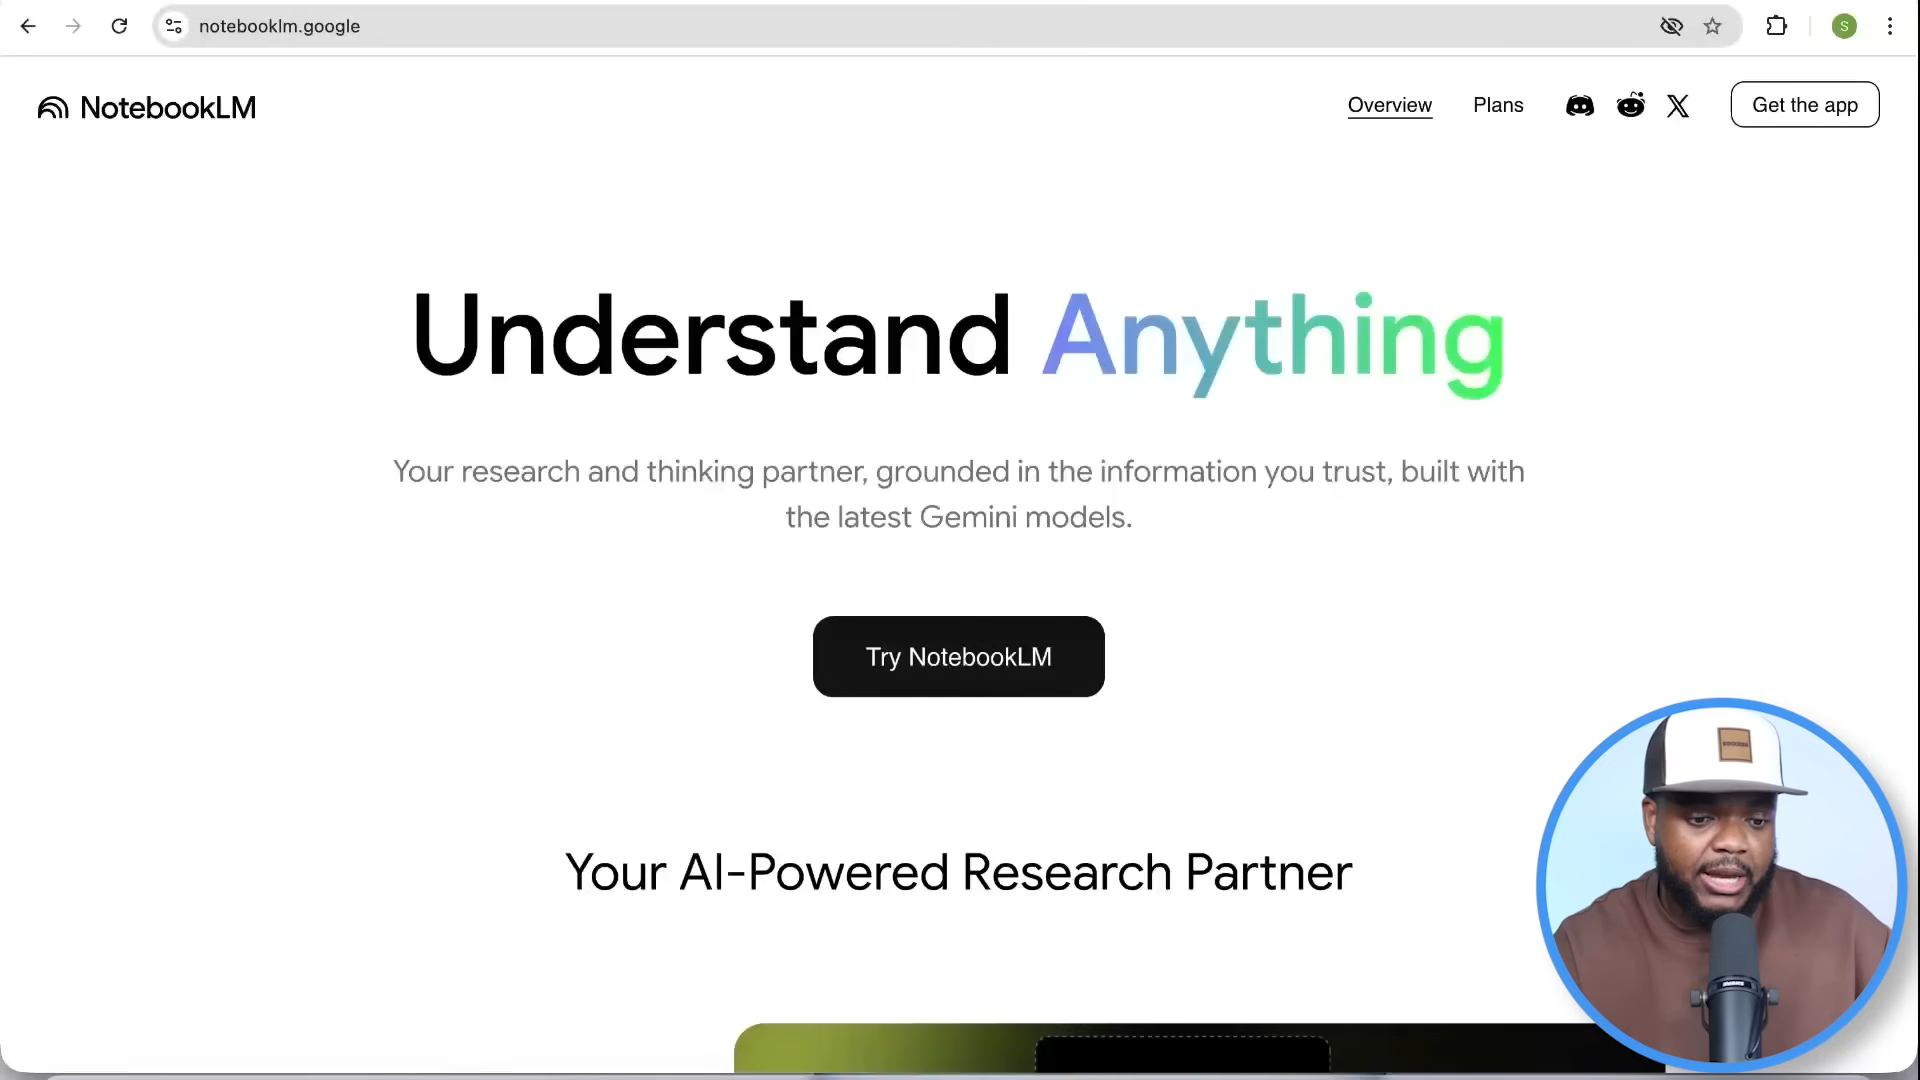 notebooklm.google
S
NotebookLM
Overview
Plans
Get the app
Understand Anything
Your research and thinking partner, grounded in the information you trust, built with
the latest Gemini models.
Try NotebookLM
Your AI-Powered Research Partner